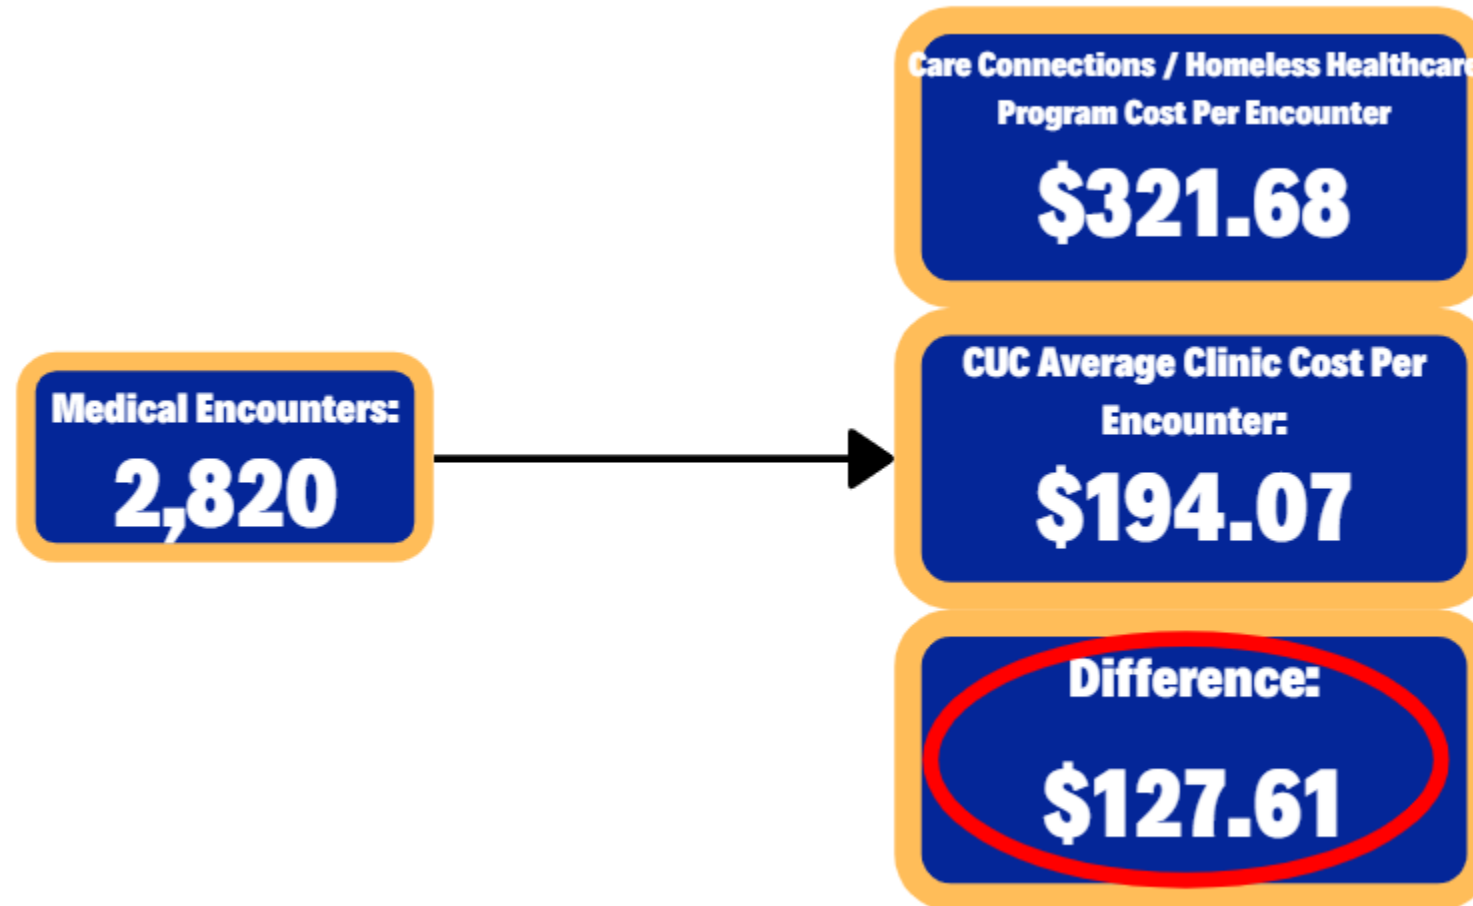 Care Connections / Homeless Healthcare
Program Cost Per Encounter
$321.68
Medical Encounters:
2,820
CUC Average Clinic Cost Per
Encounter:
$194.07
Difference:
$127.61